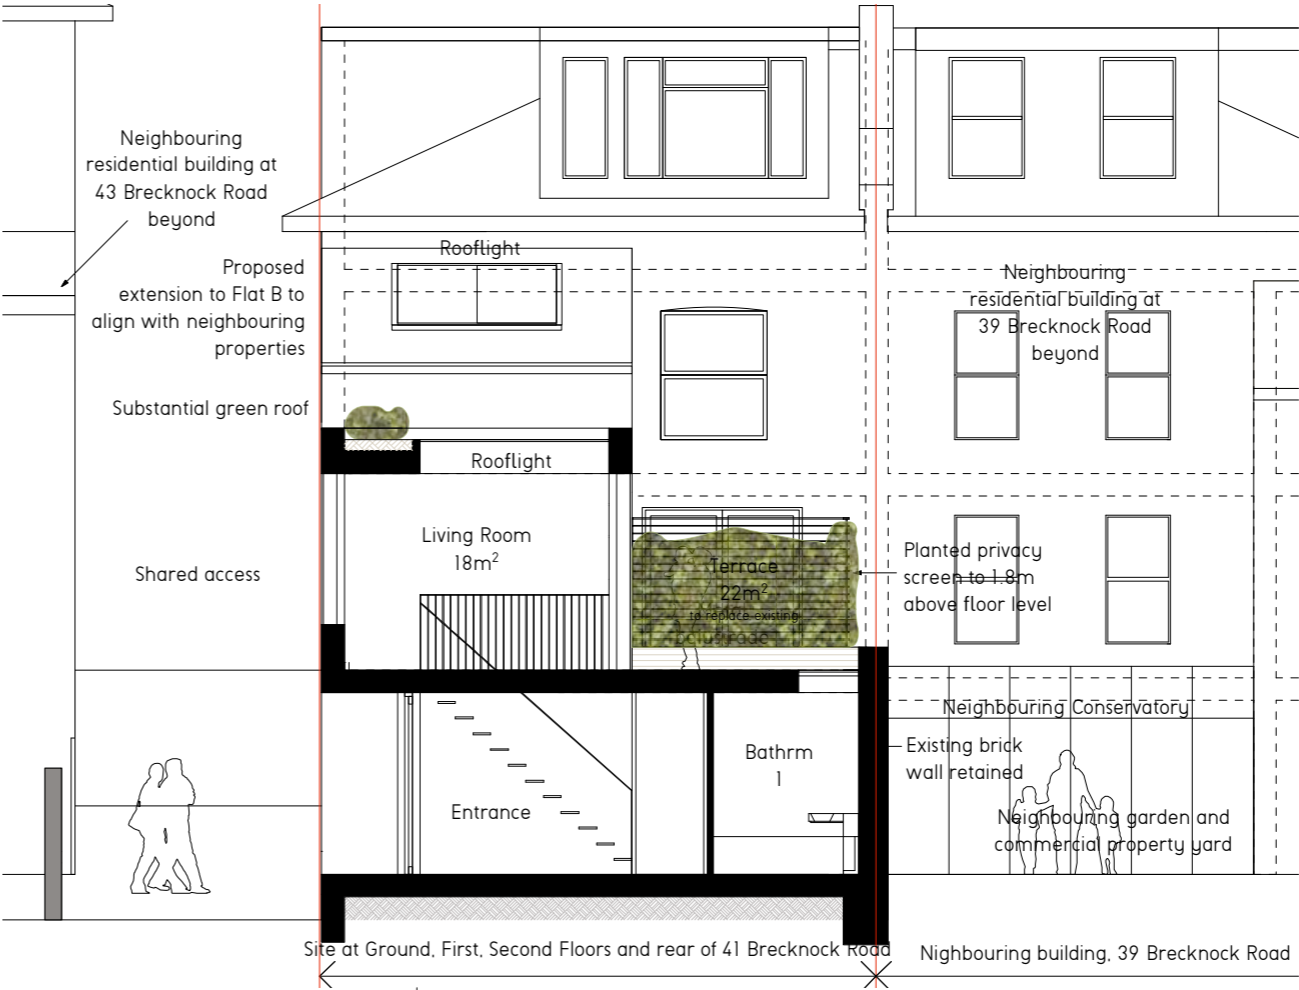 Neighbouring
residential building at
43 Brecknock Road
beyond
Rooflight
Proposed
extension to Flat B to
align with neighbouring
properties
Neighbouring
residential building at
39 Brecknock Road
beyond
Substantial green roof
Rooflight
Living Room
18m²
Shared access
Terrace
22m²
to replace existing
balustrade
Planted privacy
screen to 1.8m
above floor level
Neighbouring Conservatory
Existing brick
wall retained
Bathrm
1
Entrance
Neighbouring garden and
commercial property yard
Site at Ground, First, Second Floors and rear of 41 Brecknock Road
Nighbouring building, 39 Brecknock Road